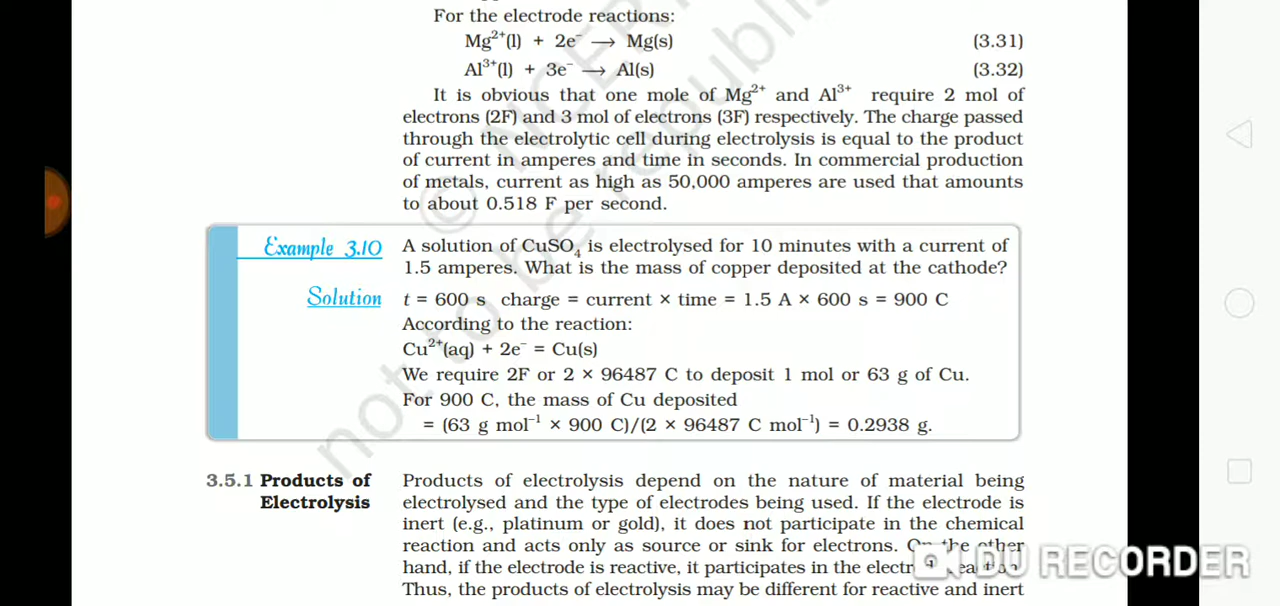 For the electrode reactions:
Mg²⁺(l) + 2e⁻ ⟶ Mg(s) (3.31)
Al³⁺(l) + 3e⁻ ⟶ Al(s) (3.32)
It is obvious that one mole of Mg²⁺ and Al³⁺ require 2 mol of
electrons (2F) and 3 mol of electrons (3F) respectively. The charge passed
through the electrolytic cell during electrolysis is equal to the product
of current in amperes and time in seconds. In commercial production
of metals, current as high as 50,000 amperes are used that amounts
to about 0.518 F per second.
Example 3.10 A solution of CuSO₄ is electrolysed for 10 minutes with a current of
1.5 amperes. What is the mass of copper deposited at the cathode?
Solution t = 600 s charge = current × time = 1.5 A × 600 s = 900 C
According to the reaction:
Cu²⁺(aq) + 2e⁻ = Cu(s)
We require 2F or 2 × 96487 C to deposit 1 mol or 63 g of Cu.
For 900 C, the mass of Cu deposited
= (63 g mol⁻¹ × 900 C)/(2 × 96487 C mol⁻¹) = 0.2938 g.
3.5.1 Products of Electrolysis
Products of electrolysis depend on the nature of material being
electrolysed and the type of electrodes being used. If the electrode is
inert (e.g., platinum or gold), it does not participate in the chemical
reaction and acts only as source or sink for electrons. On the other
hand, if the electrode is reactive, it participates in the electrode reaction.
Thus, the products of electrolysis may be different for reactive and inert
© NCERT
not to be republished
DU RECORDER